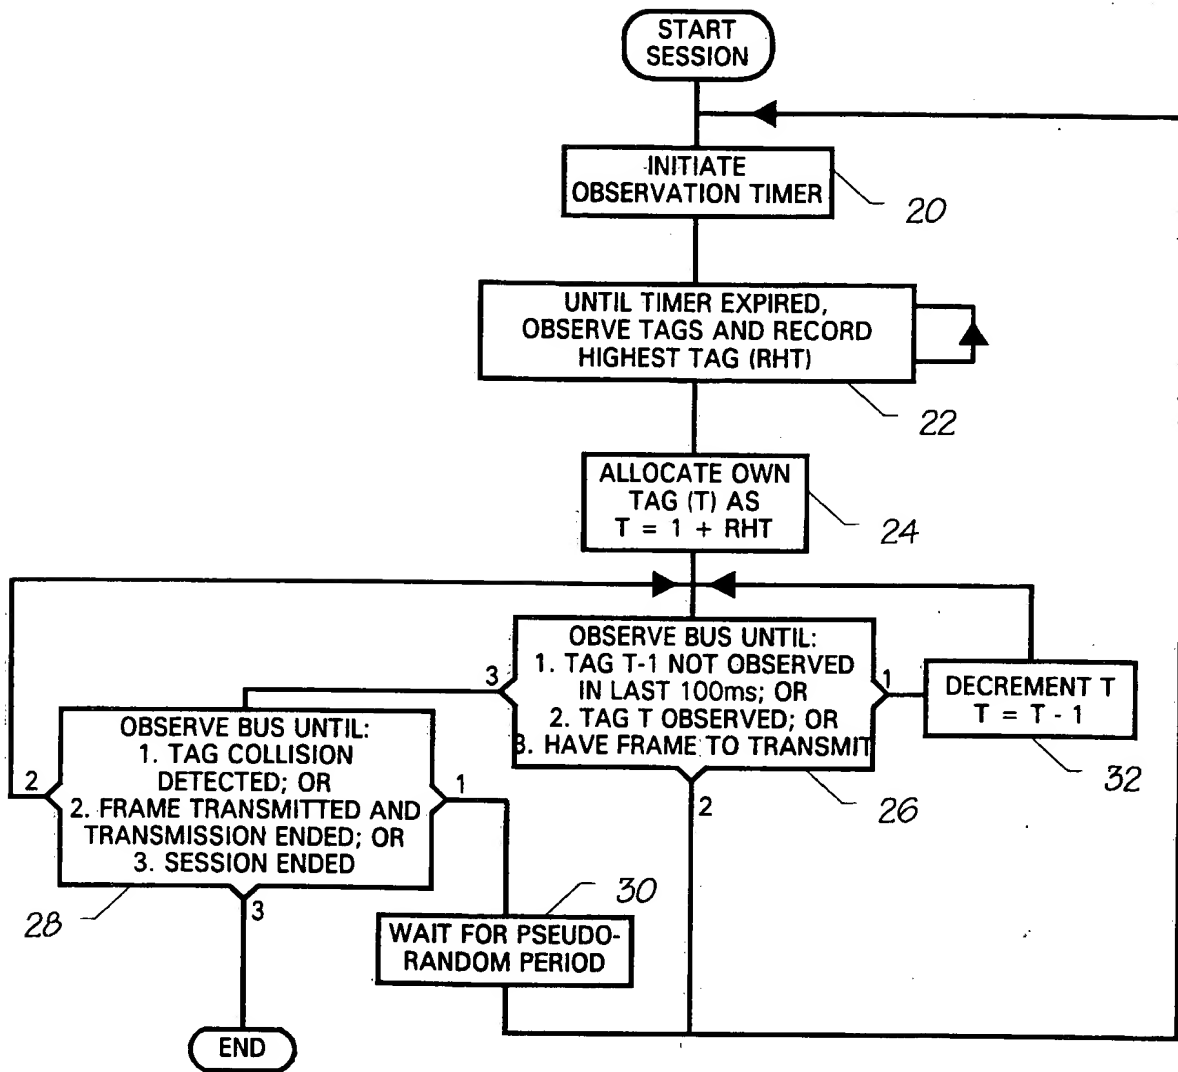 START
SESSION
INITIATE
OBSERVATION TIMER
20
UNTIL TIMER EXPIRED,
OBSERVE TAGS AND RECORD
HIGHEST TAG (RHT)
22
ALLOCATE OWN
TAG (T) AS
T = 1 + RHT
24
OBSERVE BUS UNTIL:
1. TAG T-1 NOT OBSERVED
IN LAST 100ms; OR
2. TAG T OBSERVED; OR
3. HAVE FRAME TO TRANSMIT
3
1
2
26
DECREMENT T
T = T - 1
32
OBSERVE BUS UNTIL:
1. TAG COLLISION
DETECTED; OR
2. FRAME TRANSMITTED AND
TRANSMISSION ENDED; OR
3. SESSION ENDED
2
1
3
28
30
WAIT FOR PSEUDO-
RANDOM PERIOD
END